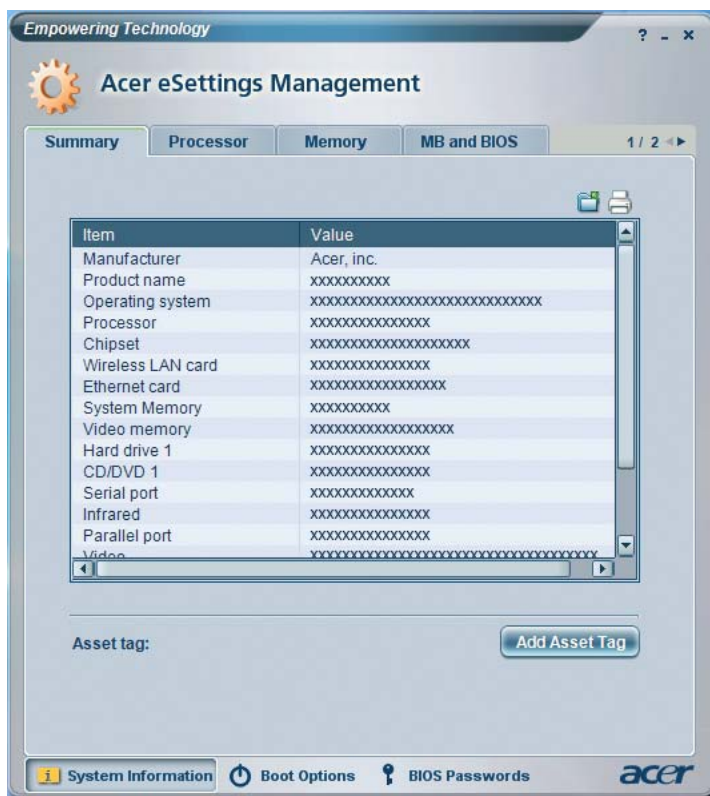 Empowering Technology
? - x
Acer eSettings Management
Summary Processor Memory MB and BIOS 1 / 2
Item Value
Manufacturer Acer, inc.
Product name xxxxxxxxxx
Operating system xxxxxxxxxxxxxxxxxxxxxxxxxxxxx
Processor xxxxxxxxxxxxxxx
Chipset xxxxxxxxxxxxxxxxxxxx
Wireless LAN card xxxxxxxxxxxxxxx
Ethernet card xxxxxxxxxxxxxxxxx
System Memory xxxxxxxxxx
Video memory xxxxxxxxxxxxxxxxxx
Hard drive 1 xxxxxxxxxxxxxxx
CD/DVD 1 xxxxxxxxxxxxxxx
Serial port xxxxxxxxxxxxx
Infrared xxxxxxxxxxxxxxx
Parallel port xxxxxxxxxxxxxxx
Video xxxxxxxxxxxxxxxxxxxxxxxxxxxxxxxxxxxx
Asset tag: Add Asset Tag
System Information Boot Options BIOS Passwords acer